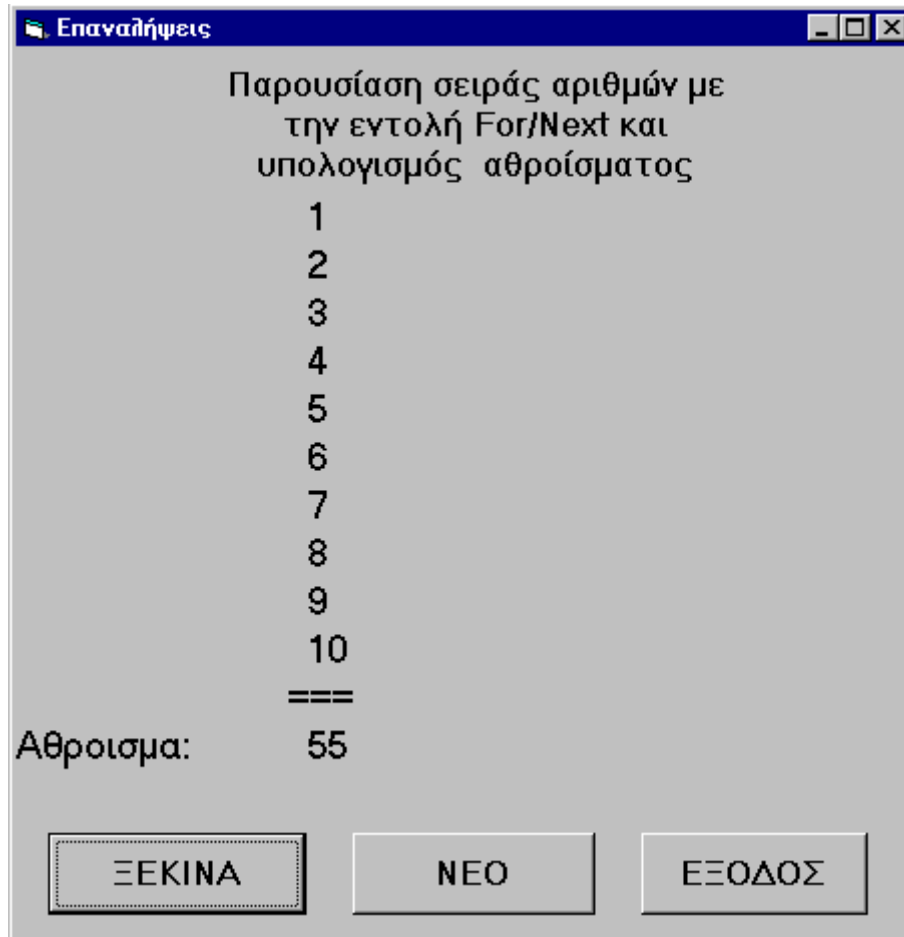 Επαναλήψεις
Παρουσίαση σειράς αριθμών με
την εντολή For/Next και
υπολογισμός αθροίσματος
1
2
3
4
5
6
7
8
9
10
===
Αθροισμα: 55
ΞΕΚΙΝΑ ΝΕΟ ΕΞΟΔΟΣ